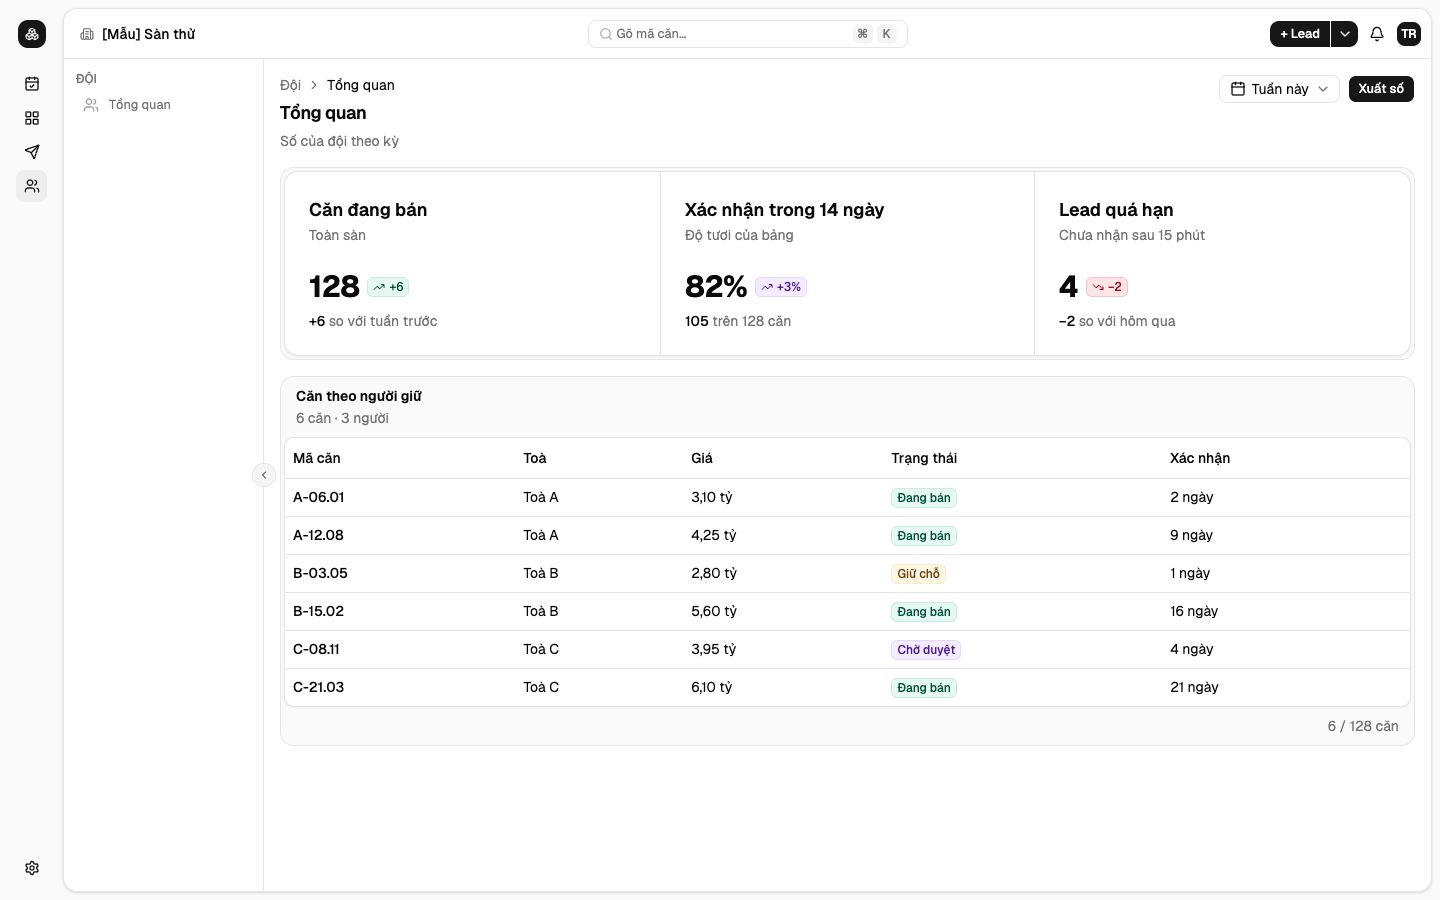 [Mẫu] Sàn thử
Gõ mã căn...
⌘ K
+ Lead
TR
ĐỘI
Tổng quan
Đội > Tổng quan
Tổng quan
Số của đội theo kỳ
Tuần này
Xuất số
Căn đang bán
Toàn sàn
128 +6
+6 so với tuần trước
Xác nhận trong 14 ngày
Độ tươi của bảng
82% +3%
105 trên 128 căn
Lead quá hạn
Chưa nhận sau 15 phút
4 −2
−2 so với hôm qua
Căn theo người giữ
6 căn · 3 người
Mã căn Toà Giá Trạng thái Xác nhận
A-06.01 Toà A 3,10 tỷ Đang bán 2 ngày
A-12.08 Toà A 4,25 tỷ Đang bán 9 ngày
B-03.05 Toà B 2,80 tỷ Giữ chỗ 1 ngày
B-15.02 Toà B 5,60 tỷ Đang bán 16 ngày
C-08.11 Toà C 3,95 tỷ Chờ duyệt 4 ngày
C-21.03 Toà C 6,10 tỷ Đang bán 21 ngày
6 / 128 căn